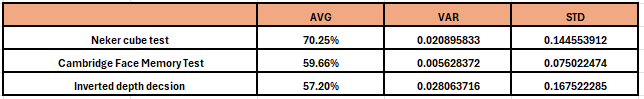 AVG VAR STD
Neker cube test 70.25% 0.020895833 0.144553912
Cambridge Face Memory Test 59.66% 0.005628372 0.075022474
Inverted depth decsion 57.20% 0.028063716 0.167522285